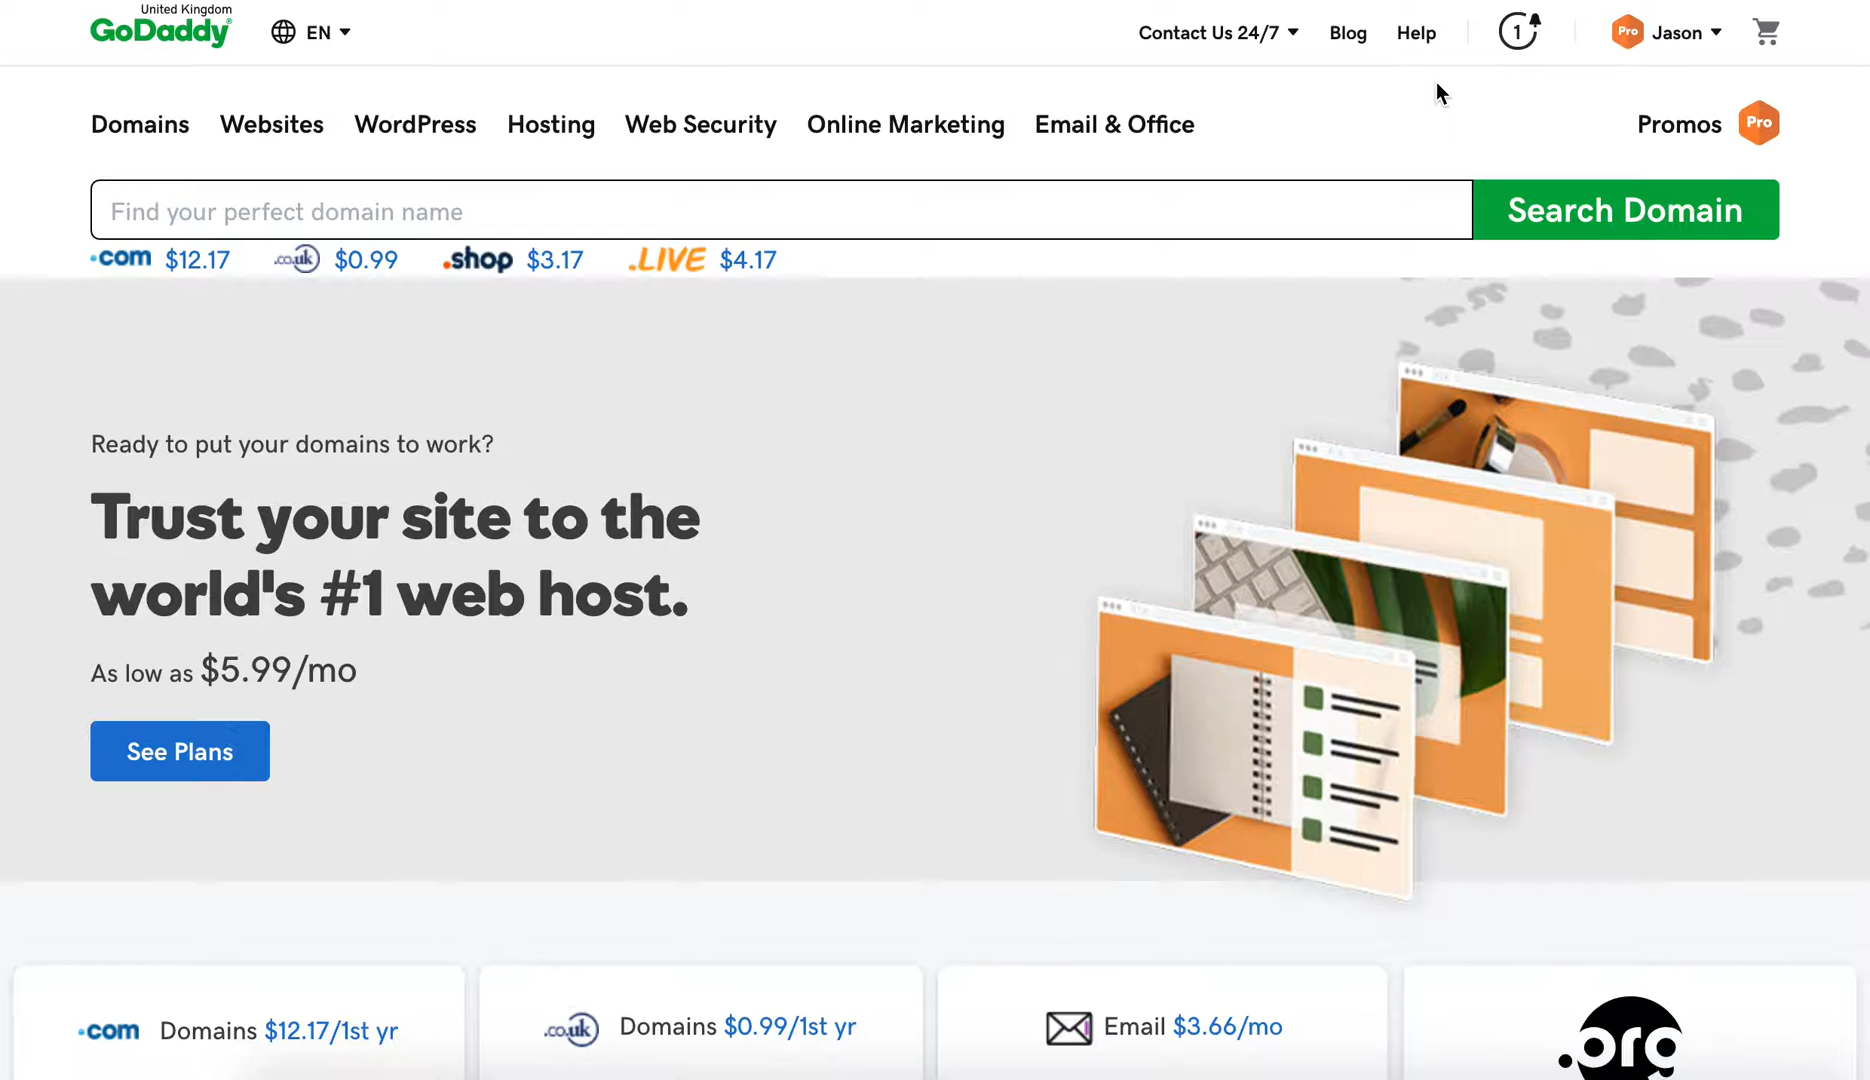 United Kingdom
GoDaddy
EN
Contact Us 24/7
Blog
Help
1
Pro
Jason
Domains
Websites
WordPress
Hosting
Web Security
Online Marketing
Email & Office
Promos
Pro
Find your perfect domain name
Search Domain
.com $12.17
.co.uk $0.99
.shop $3.17
.LIVE $4.17
Ready to put your domains to work?
Trust your site to the
world's #1 web host.
As low as $5.99/mo
See Plans
.com Domains $12.17/1st yr
.co.uk Domains $0.99/1st yr
Email $3.66/mo
.org